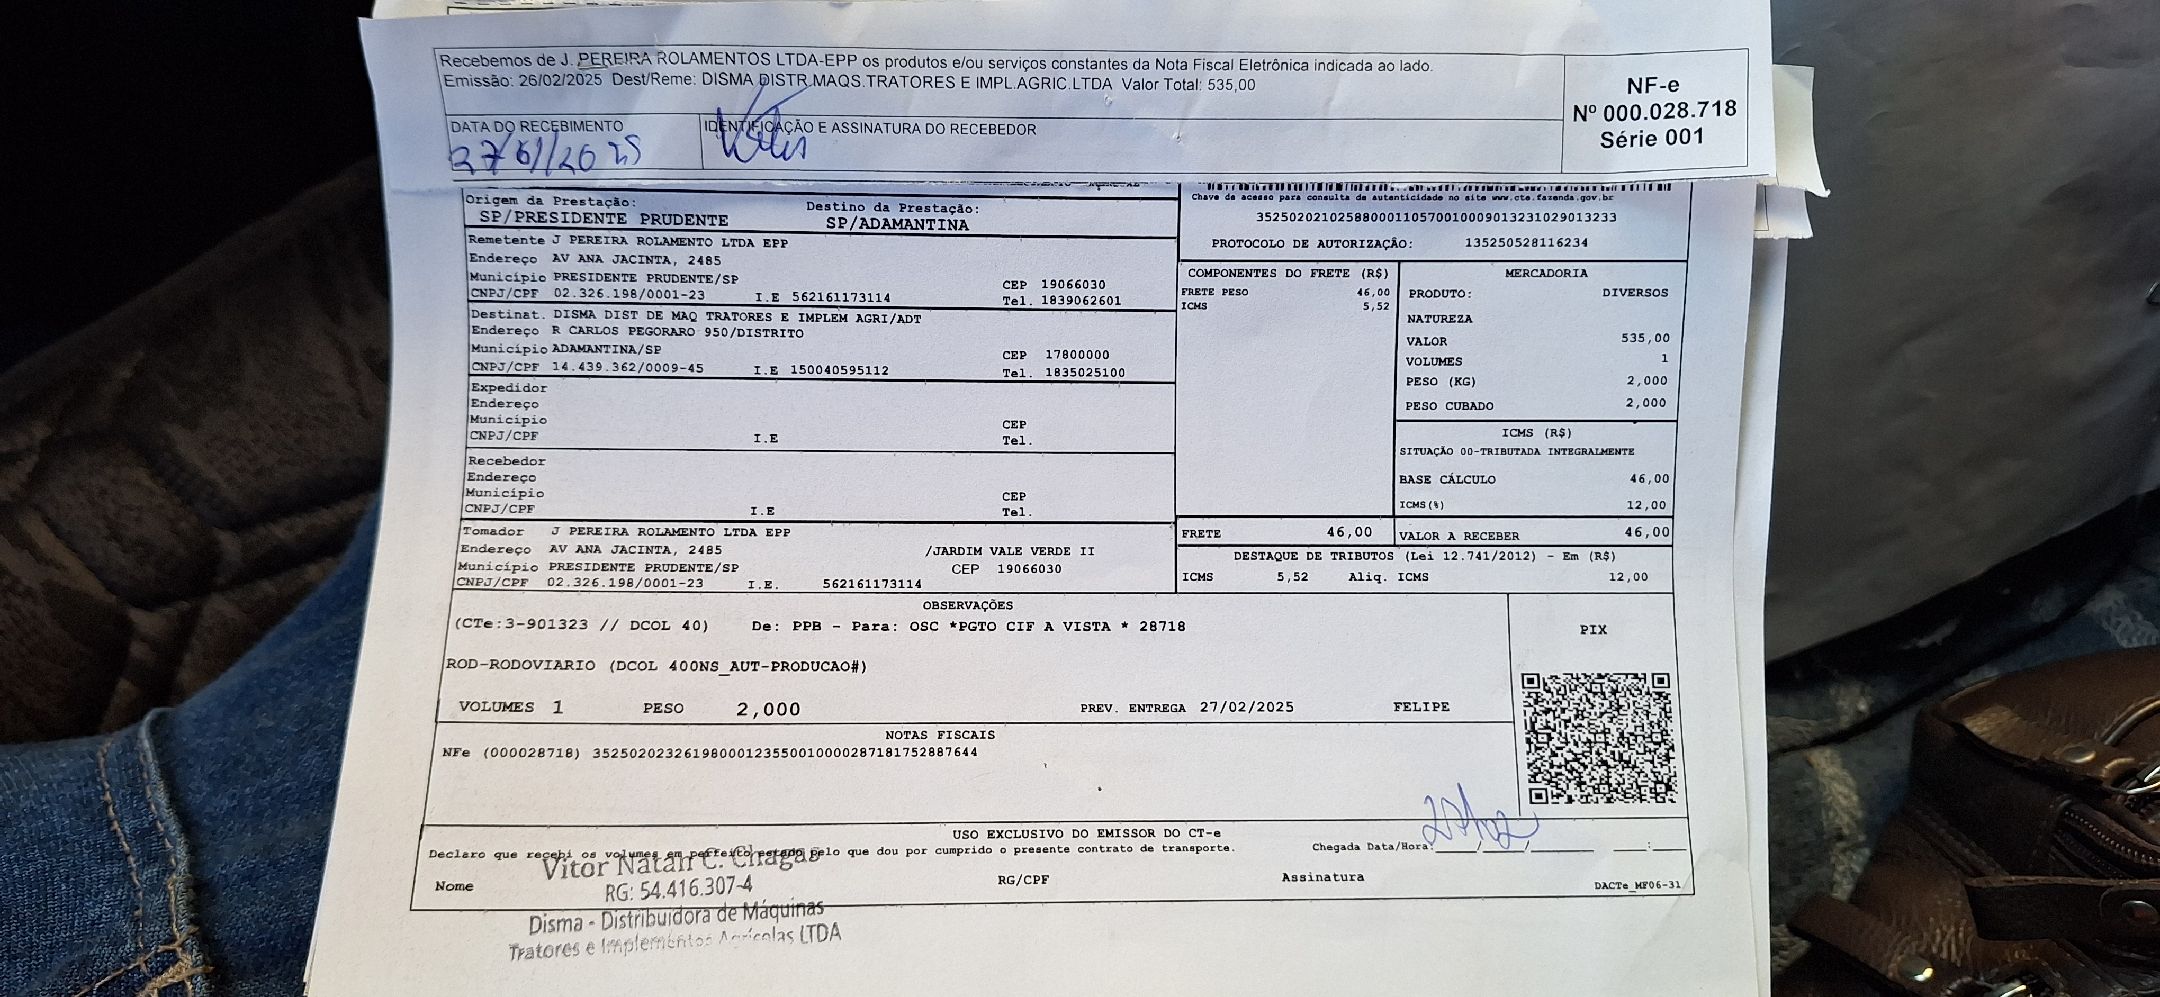 Recebemos de J. PEREIRA ROLAMENTOS LTDA-EPP os produtos e/ou serviços constantes da Nota Fiscal Eletrônica indicada ao lado.
Emissão: 26/02/2025 Dest/Reme: DISMA DISTR.MAQS.TRATORES E IMPL.AGRIC.LTDA Valor Total: 535,00
NF-e
Nº 000.028.718
Série 001
DATA DO RECEBIMENTO
IDENTIFICAÇÃO E ASSINATURA DO RECEBEDOR
Origem da Prestação:
SP/PRESIDENTE PRUDENTE
Destino da Prestação:
SP/ADAMANTINA
Chave de acesso para consulta de autenticidade no site www.cte.fazenda.gov.br
35250202102588000110570010009013231029013233
PROTOCOLO DE AUTORIZAÇÃO: 135250528116234
Remetente J PEREIRA ROLAMENTO LTDA EPP
Endereço AV ANA JACINTA, 2485
Município PRESIDENTE PRUDENTE/SP CEP 19066030
CNPJ/CPF 02.326.198/0001-23 I.E 562161173114 Tel. 1839062601
Destinat. DISMA DIST DE MAQ TRATORES E IMPLEM AGRI/ADT
Endereço R CARLOS PEGORARO 950/DISTRITO
Município ADAMANTINA/SP CEP 17800000
CNPJ/CPF 14.439.362/0009-45 I.E 150040595112 Tel. 1835025100
Expedidor
Endereço
Município CEP
CNPJ/CPF I.E Tel.
Recebedor
Endereço
Município CEP
CNPJ/CPF I.E Tel.
Tomador J PEREIRA ROLAMENTO LTDA EPP
Endereço AV ANA JACINTA, 2485 /JARDIM VALE VERDE II
Município PRESIDENTE PRUDENTE/SP CEP 19066030
CNPJ/CPF 02.326.198/0001-23 I.E. 562161173114
COMPONENTES DO FRETE (R$)
FRETE PESO 46,00
ICMS 5,52
MERCADORIA
PRODUTO: DIVERSOS
NATUREZA
VALOR 535,00
VOLUMES 1
PESO (KG) 2,000
PESO CUBADO 2,000
ICMS (R$)
SITUAÇÃO 00-TRIBUTADA INTEGRALMENTE
BASE CÁLCULO 46,00
ICMS(%) 12,00
FRETE 46,00 VALOR A RECEBER 46,00
DESTAQUE DE TRIBUTOS (Lei 12.741/2012) - Em (R$)
ICMS 5,52 Aliq. ICMS 12,00
OBSERVAÇÕES
(CTe:3-901323 // DCOL 40) De: PPB - Para: OSC *PGTO CIF A VISTA * 28718
ROD-RODOVIARIO (DCOL 400NS_AUT-PRODUCAO#)
VOLUMES 1 PESO 2,000 PREV. ENTREGA 27/02/2025 FELIPE
PIX
NOTAS FISCAIS
NFe (000028718) 35250202326198000123550010000287181752887644
USO EXCLUSIVO DO EMISSOR DO CT-e
Declaro que recebi os volumes em perfeito estado pelo que dou por cumprido o presente contrato de transporte.
Chegada Data/Hora:
Nome RG/CPF Assinatura
DACTe_MF06-31
Vitor Natan C. Chagas
RG: 54.416.307-4
Disma - Distribuidora de Máquinas
Tratores e Implementos Agrícolas LTDA